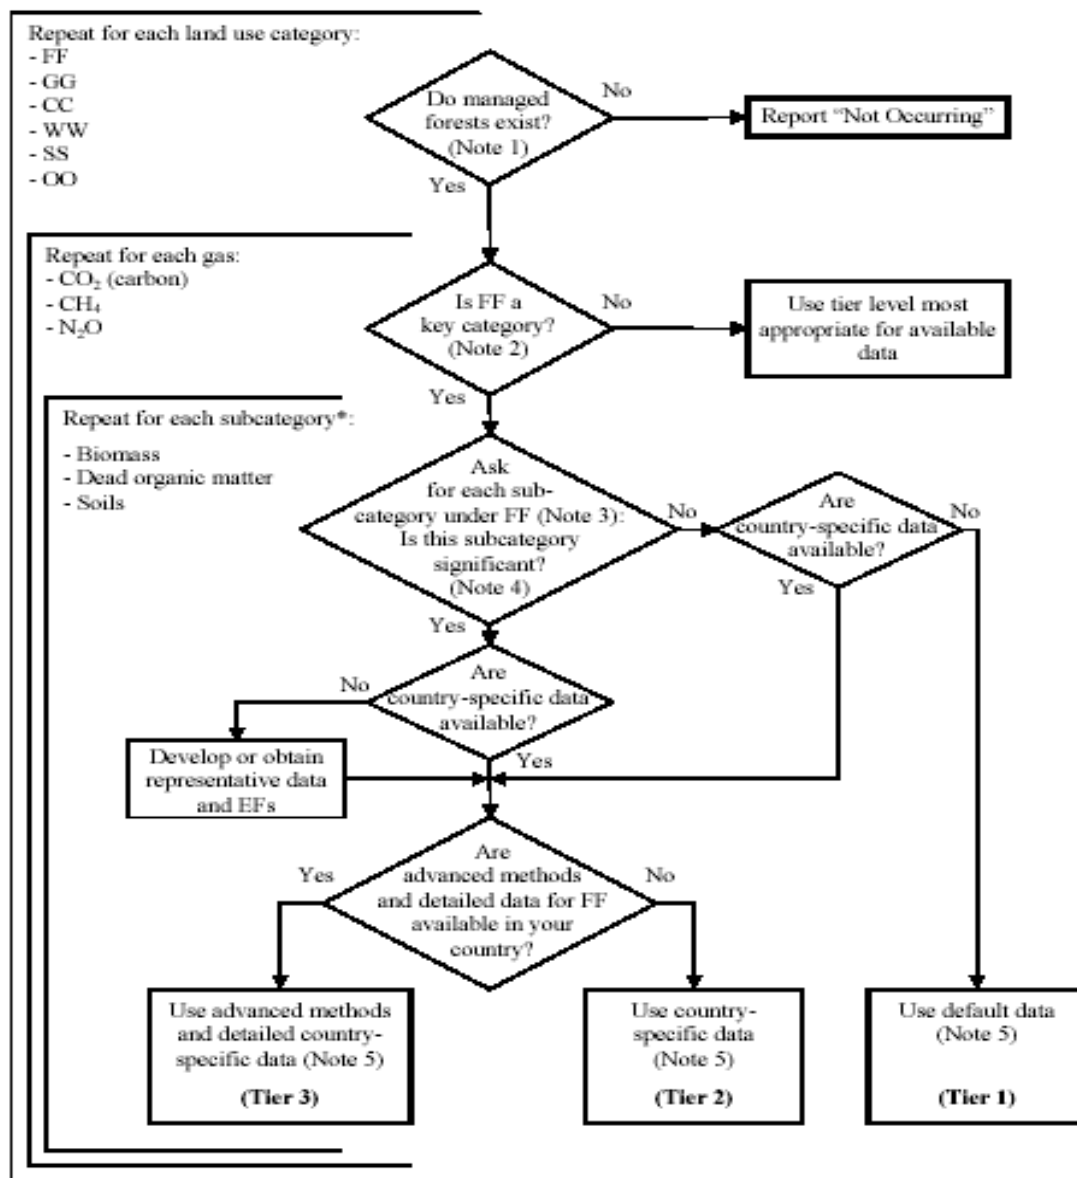 Repeat for each land use category:
- FF
- GG
- CC
- WW
- SS
- OO
Do managed
forests exist?
(Note 1)
No
Report “Not Occurring”
Yes
Repeat for each gas:
- CO₂ (carbon)
- CH₄
- N₂O
Is FF a
key category?
(Note 2)
No
Use tier level most
appropriate for available
data
Yes
Repeat for each subcategory*:
- Biomass
- Dead organic matter
- Soils
Ask
for each sub-
category under FF (Note 3):
Is this subcategory
significant?
(Note 4)
No
Are
country-specific data
available?
No
Yes
Yes
Are
country-specific data
available?
No
Develop or obtain
representative data
and EFs
Yes
Are
advanced methods
and detailed data for FF
available in your
country?
Yes
No
Use advanced methods
and detailed country-
specific data (Note 5)
(Tier 3)
Use country-
specific data
(Note 5)
(Tier 2)
Use default data
(Note 5)
(Tier 1)